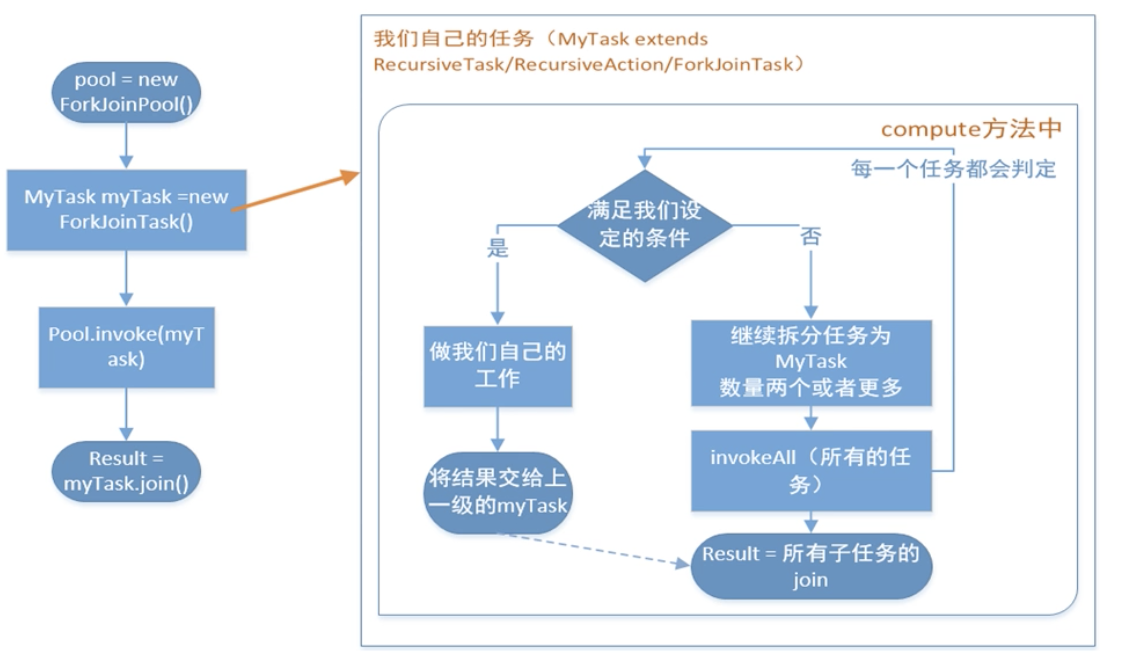 pool = new
ForkJoinPool()
MyTask myTask =new
ForkJoinTask()
Pool.invoke(myT
ask)
Result =
myTask.join()
我们自己的任务（MyTask extends
RecursiveTask/RecursiveAction/ForkJoinTask）
compute方法中
每一个任务都会判定
满足我们设
定的条件
是
否
做我们自己的
工作
将结果交给上
一级的myTask
继续拆分任务为
MyTask
数量两个或者更多
invokeAll（所有的任
务）
Result = 所有子任务的
join